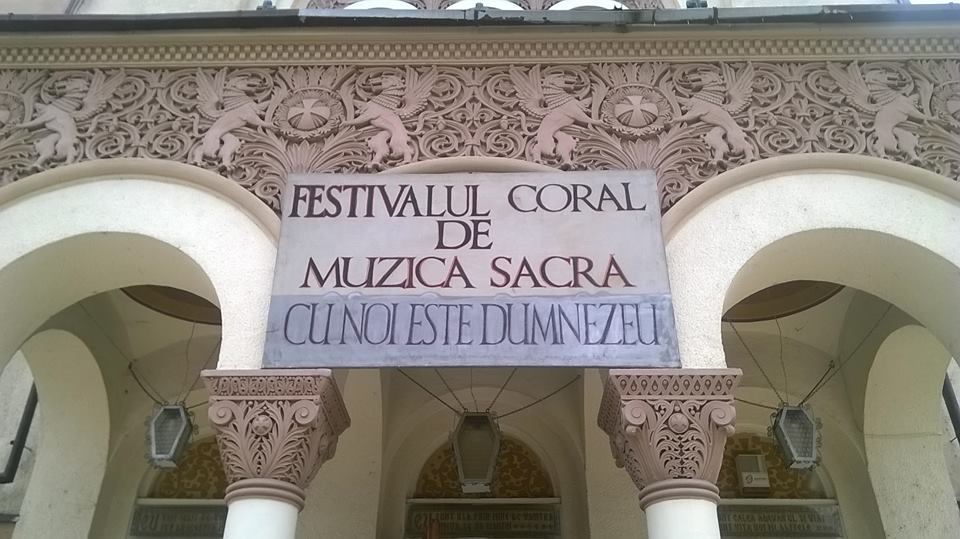 FESTIVALUL CORAL
DE
MUZICA SACRA
CU NOI ESTE DUMNEZEU